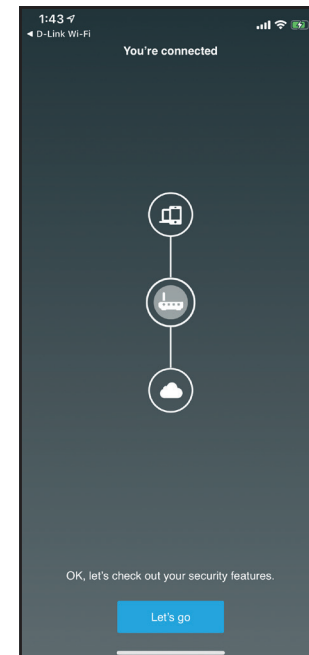 1:43
◀ D-Link Wi-Fi
You're connected
OK, let's check out your security features.
Let's go